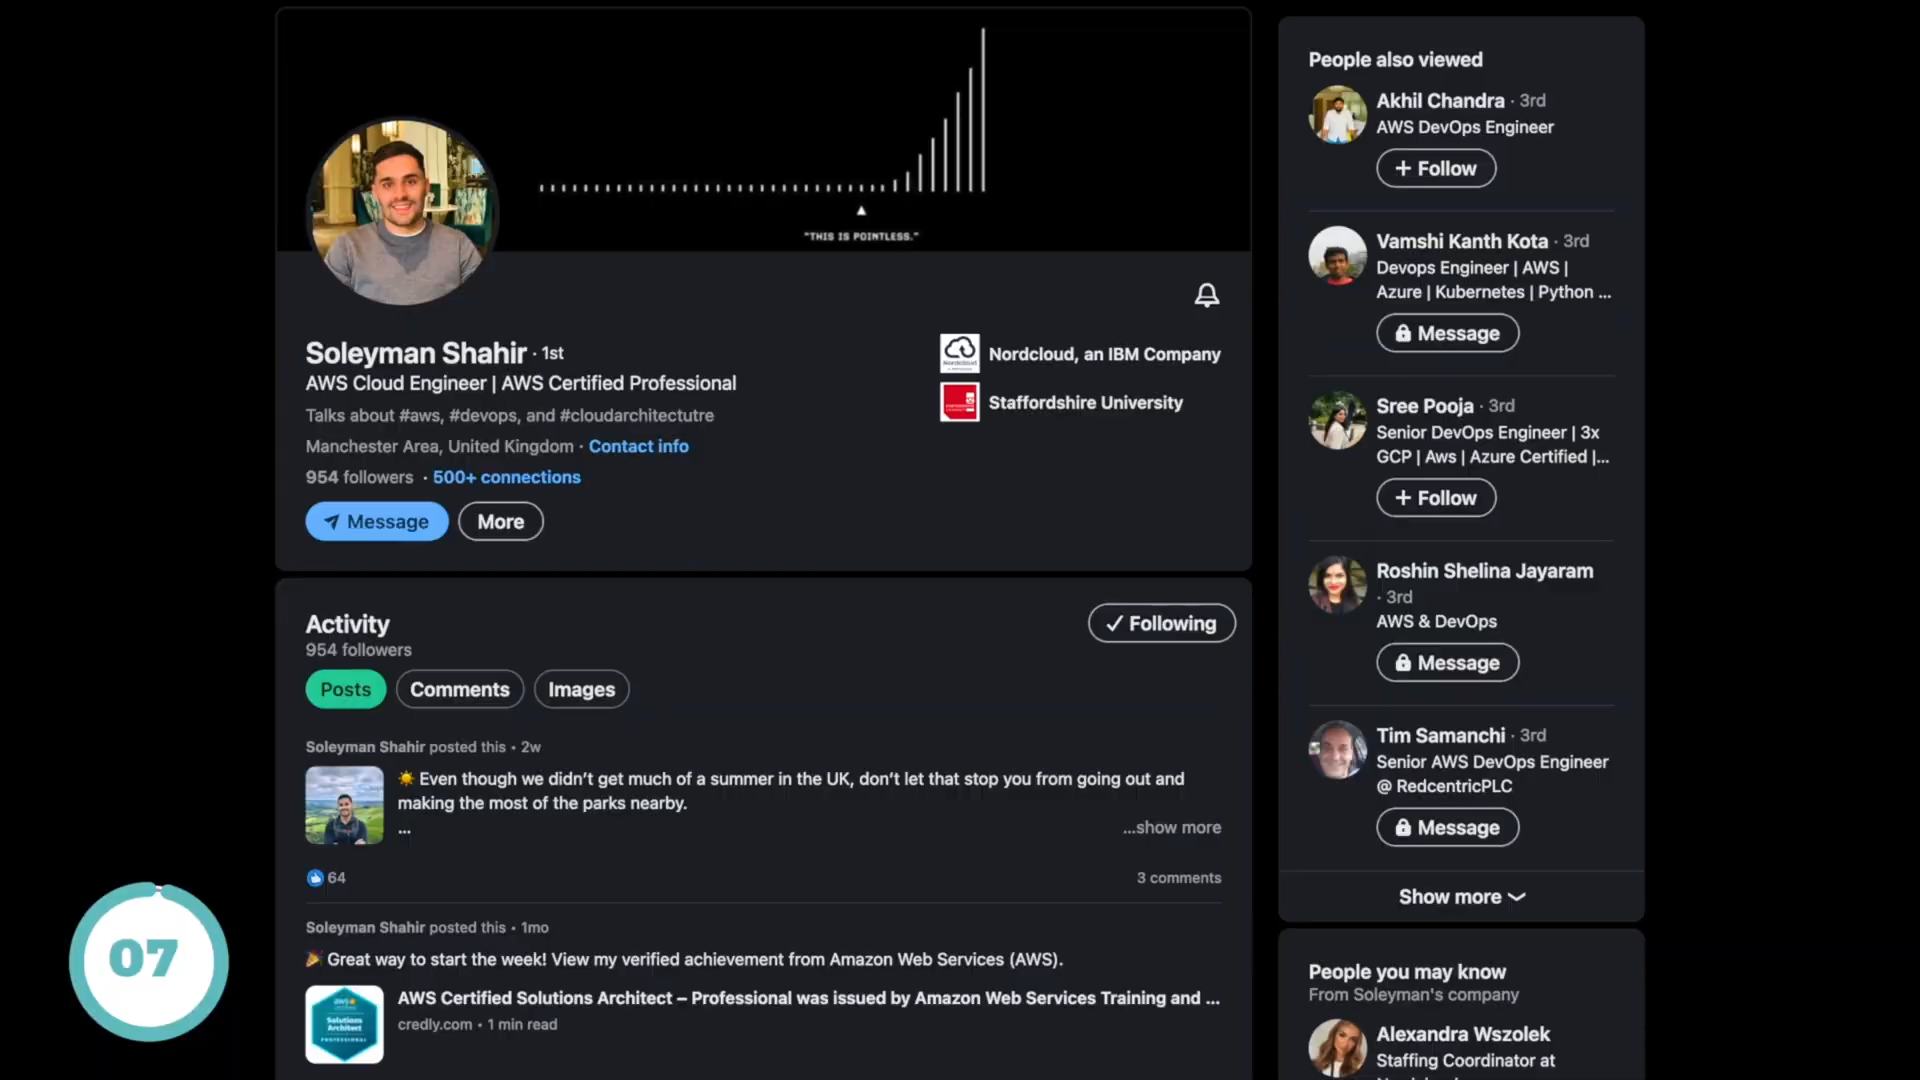 "THIS IS POINTLESS."
Soleyman Shahir · 1st
AWS Cloud Engineer | AWS Certified Professional
Talks about #aws, #devops, and #cloudarchitectutre
Manchester Area, United Kingdom · Contact info
954 followers · 500+ connections
Message
More
Nordcloud, an IBM Company
Staffordshire University
Activity
954 followers
Following
Posts
Comments
Images
Soleyman Shahir posted this • 2w
Even though we didn't get much of a summer in the UK, don't let that stop you from going out and
making the most of the parks nearby.
...
...show more
64
3 comments
Soleyman Shahir posted this • 1mo
Great way to start the week! View my verified achievement from Amazon Web Services (AWS).
aws
Solutions
Architect
PROFESSIONAL
AWS Certified Solutions Architect – Professional was issued by Amazon Web Services Training and ...
credly.com • 1 min read
07
People also viewed
Akhil Chandra · 3rd
AWS DevOps Engineer
+ Follow
Vamshi Kanth Kota · 3rd
Devops Engineer | AWS |
Azure | Kubernetes | Python ...
Message
Sree Pooja · 3rd
Senior DevOps Engineer | 3x
GCP | Aws | Azure Certified |...
+ Follow
Roshin Shelina Jayaram
· 3rd
AWS & DevOps
Message
Tim Samanchi · 3rd
Senior AWS DevOps Engineer
@ RedcentricPLC
Message
Show more
People you may know
From Soleyman's company
Alexandra Wszolek
Staffing Coordinator at